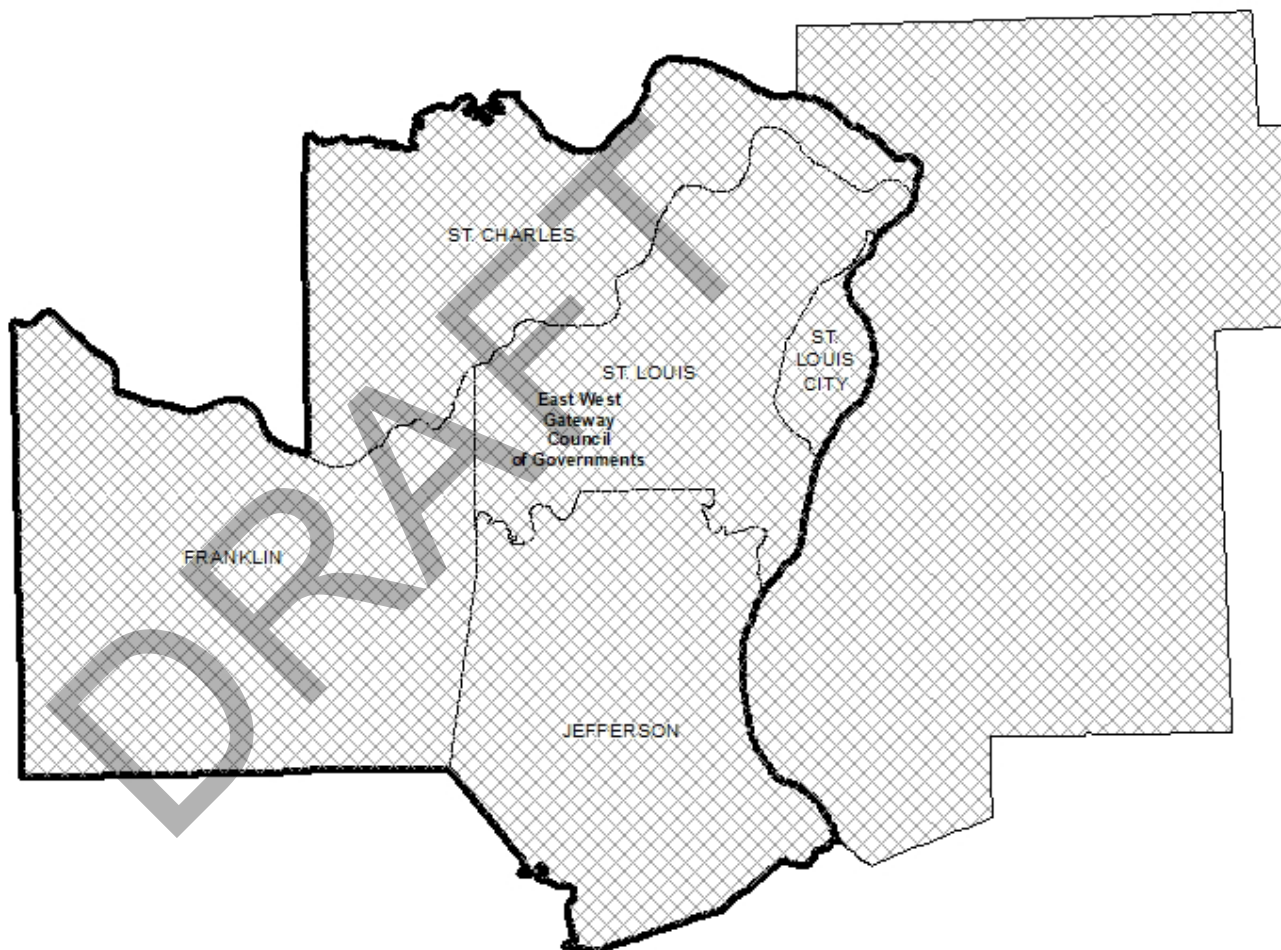 ST. CHARLES
ST. LOUIS
ST.
LOUIS
CITY
East West
Gateway
Council
of Governments
FRANKLIN
JEFFERSON
DRAFT